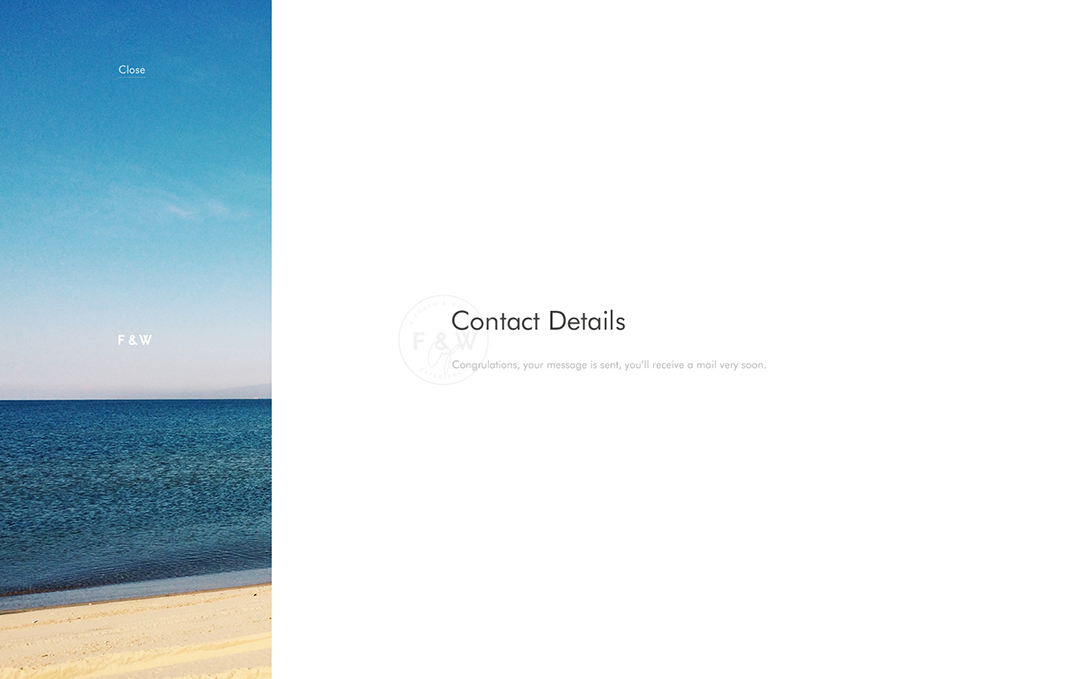 Close
F & W
Contact Details
F & W
Congrulations, your message is sent, you'll receive a mail very soon.